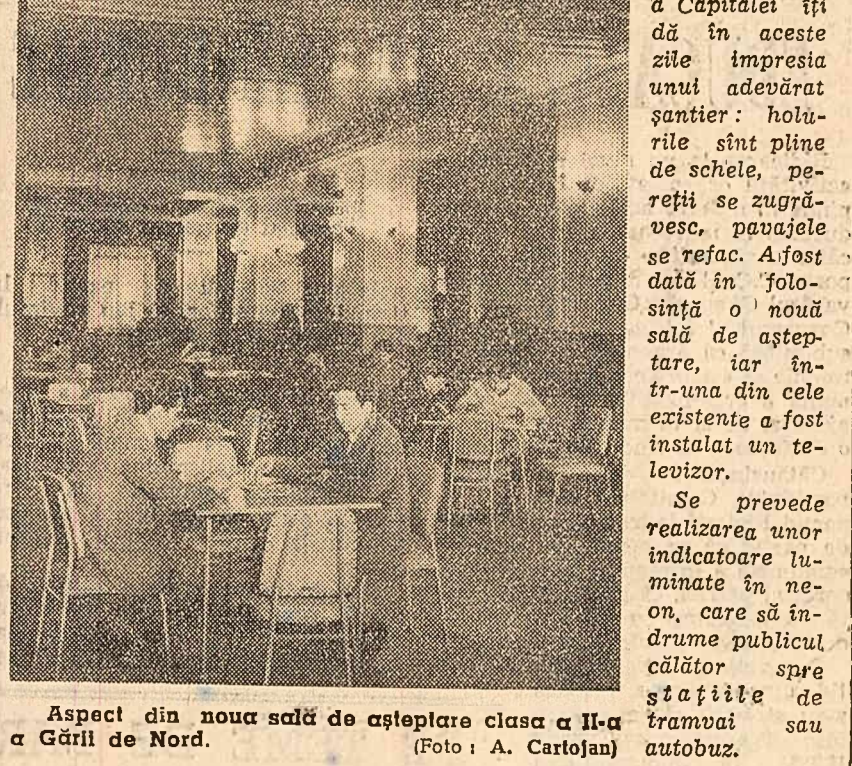 a Capitalei îți
dă în aceste
zile impresia
unui adevărat
șantier : holu-
rile sînt pline
de schele, pe-
reții se zugră-
vesc, pavajele
se refac. A fost
dată în folo-
sință o nouă
sală de aștep-
tare, iar în-
tr-una din cele
existente a fost
instalat un te-
levizor.
Se prevede
realizarea unor
indicatoare lu-
minate în ne-
on, care să în-
drume publicul
călător spre
stațiile de
tramvai sau
autobuz.
Aspect din noua sală de așteptare clasa a II-a
a Gării de Nord.
(Foto : A. Cartojan)